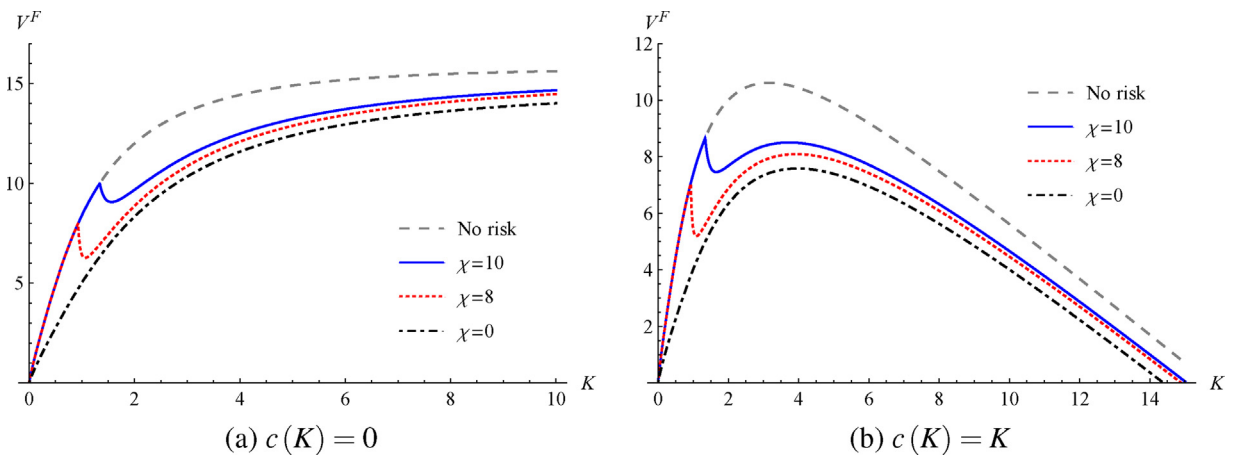 V^F
15
10
5
0 2 4 6 8 10 K
No risk
χ=10
χ=8
χ=0
(a) c(K) = 0
V^F
12
10
8
6
4
2
0 2 4 6 8 10 12 14 K
No risk
χ=10
χ=8
χ=0
(b) c(K) = K